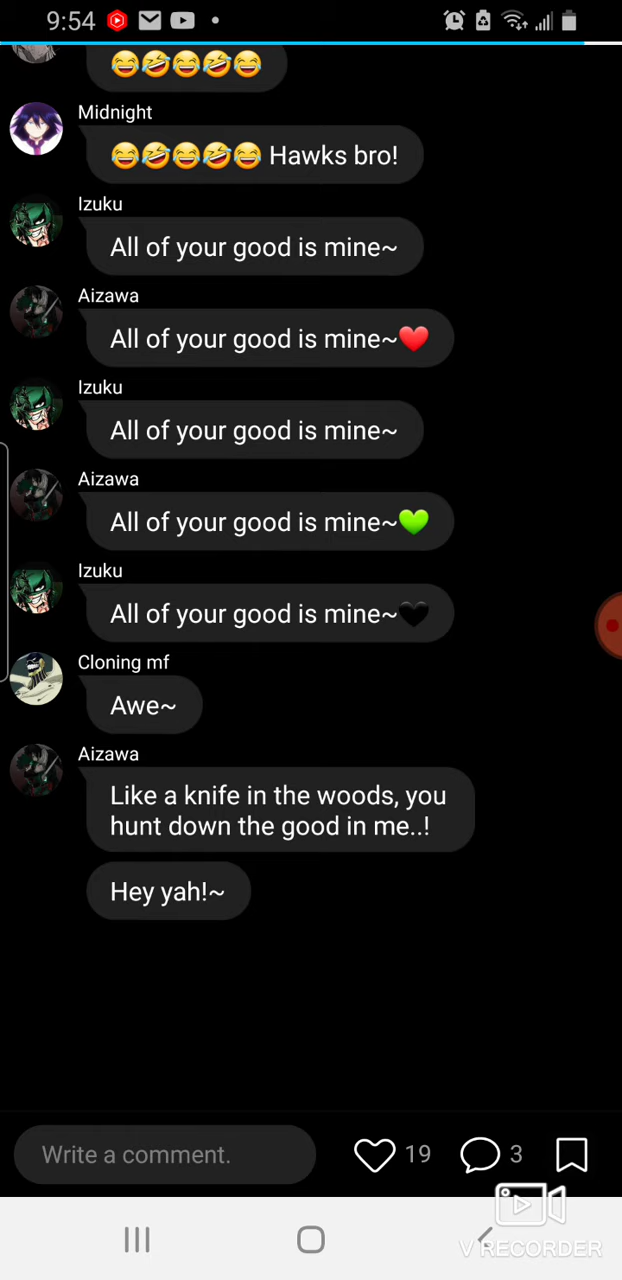 9:54
😂🤣😂🤣😂
Midnight
😂🤣😂🤣😂 Hawks bro!
Izuku
All of your good is mine~
Aizawa
All of your good is mine~❤️
Izuku
All of your good is mine~
Aizawa
All of your good is mine~💚
Izuku
All of your good is mine~🖤
Cloning mf
Awe~
Aizawa
Like a knife in the woods, you
hunt down the good in me..!
Hey yah!~
Write a comment.
19
3
V RECORDER